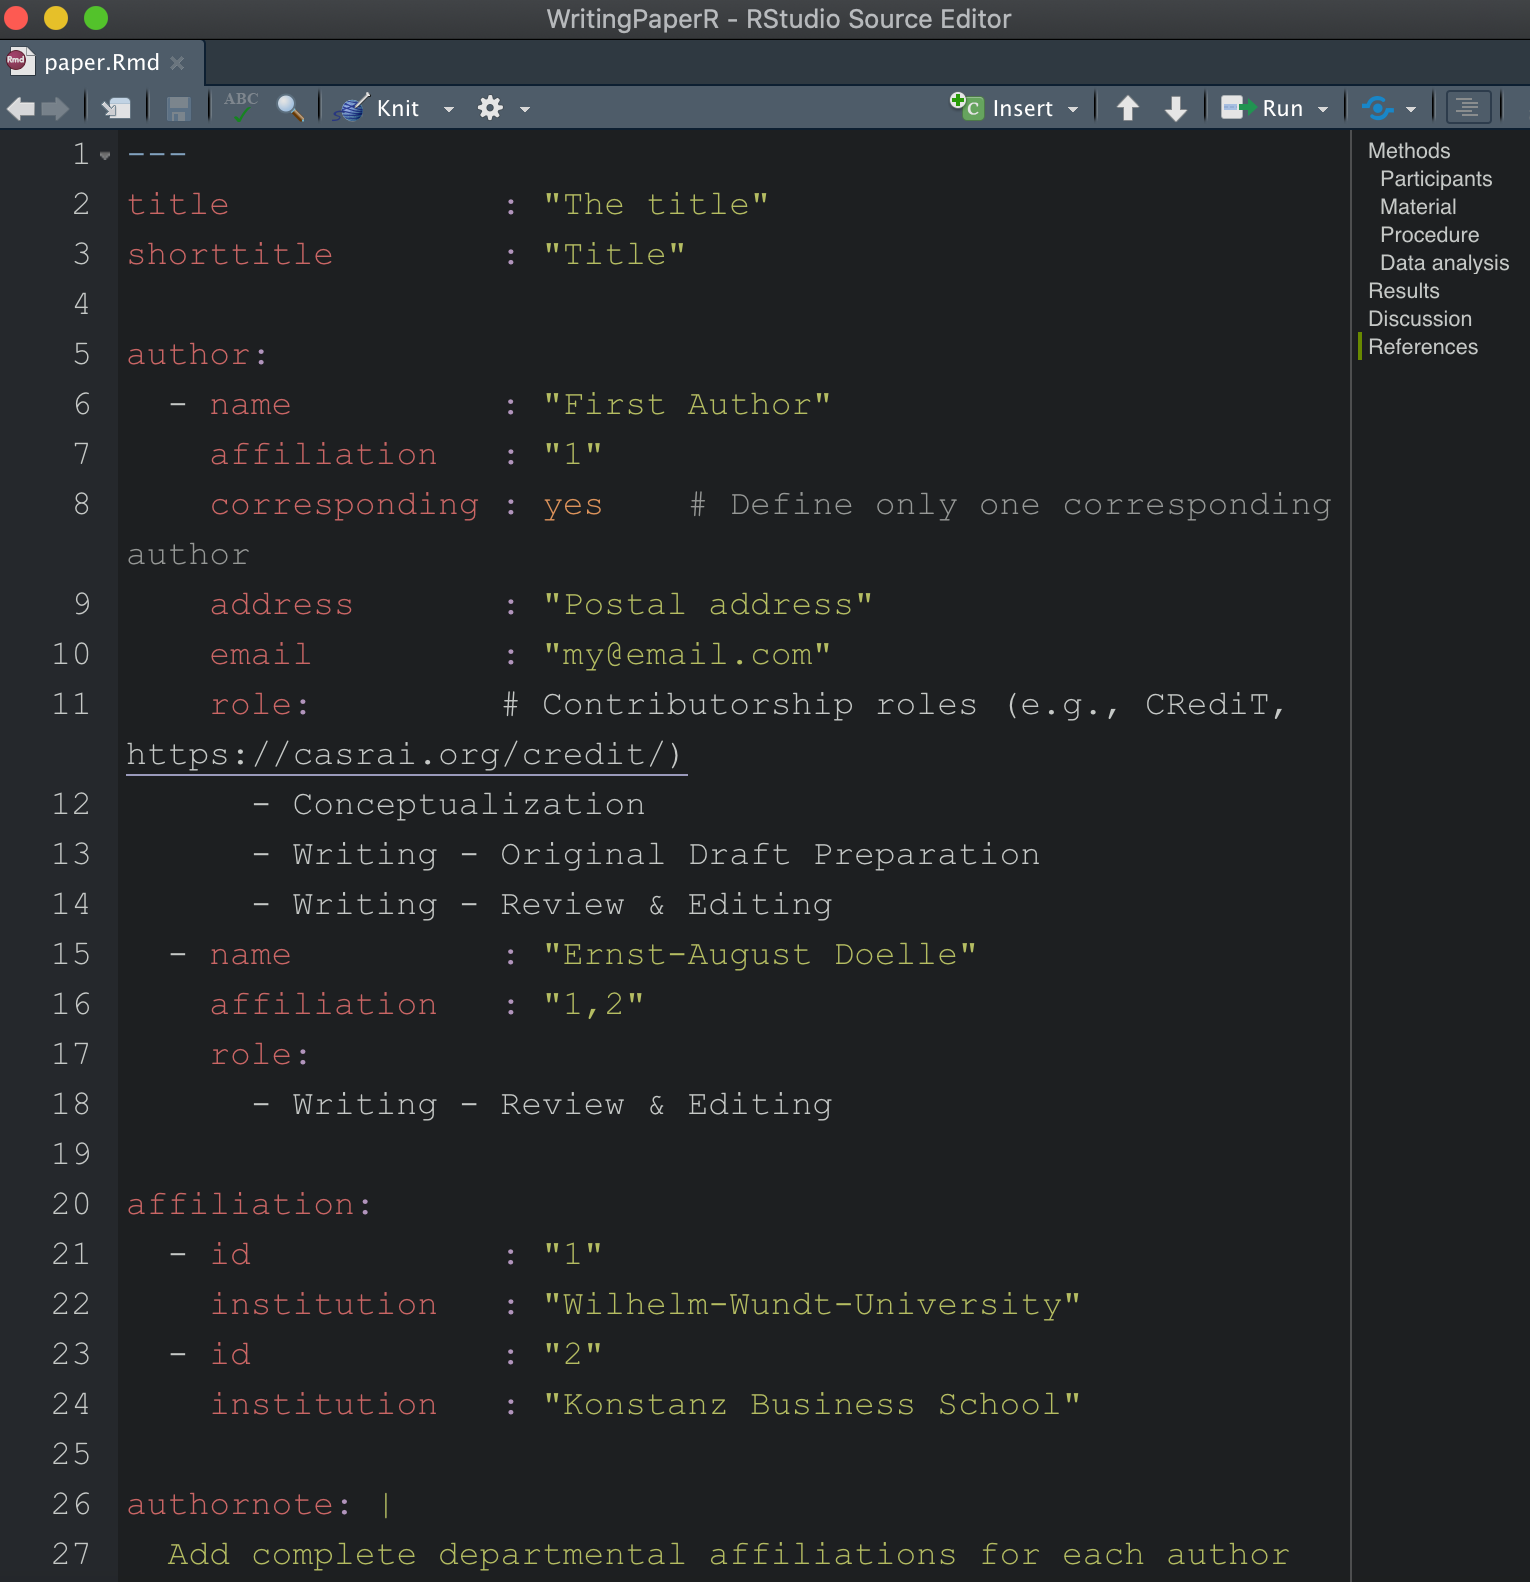 WritingPaperR - RStudio Source Editor
Rmd paper.Rmd ×
ABC Knit C Insert Run
1 ---
2 title : "The title"
3 shorttitle : "Title"
4
5 author:
6 - name : "First Author"
7 affiliation : "1"
8 corresponding : yes # Define only one corresponding
author
9 address : "Postal address"
10 email : "my@email.com"
11 role: # Contributorship roles (e.g., CRediT,
https://casrai.org/credit/)
12 - Conceptualization
13 - Writing - Original Draft Preparation
14 - Writing - Review & Editing
15 - name : "Ernst-August Doelle"
16 affiliation : "1,2"
17 role:
18 - Writing - Review & Editing
19
20 affiliation:
21 - id : "1"
22 institution : "Wilhelm-Wundt-University"
23 - id : "2"
24 institution : "Konstanz Business School"
25
26 authornote: |
27 Add complete departmental affiliations for each author
Methods
Participants
Material
Procedure
Data analysis
Results
Discussion
References